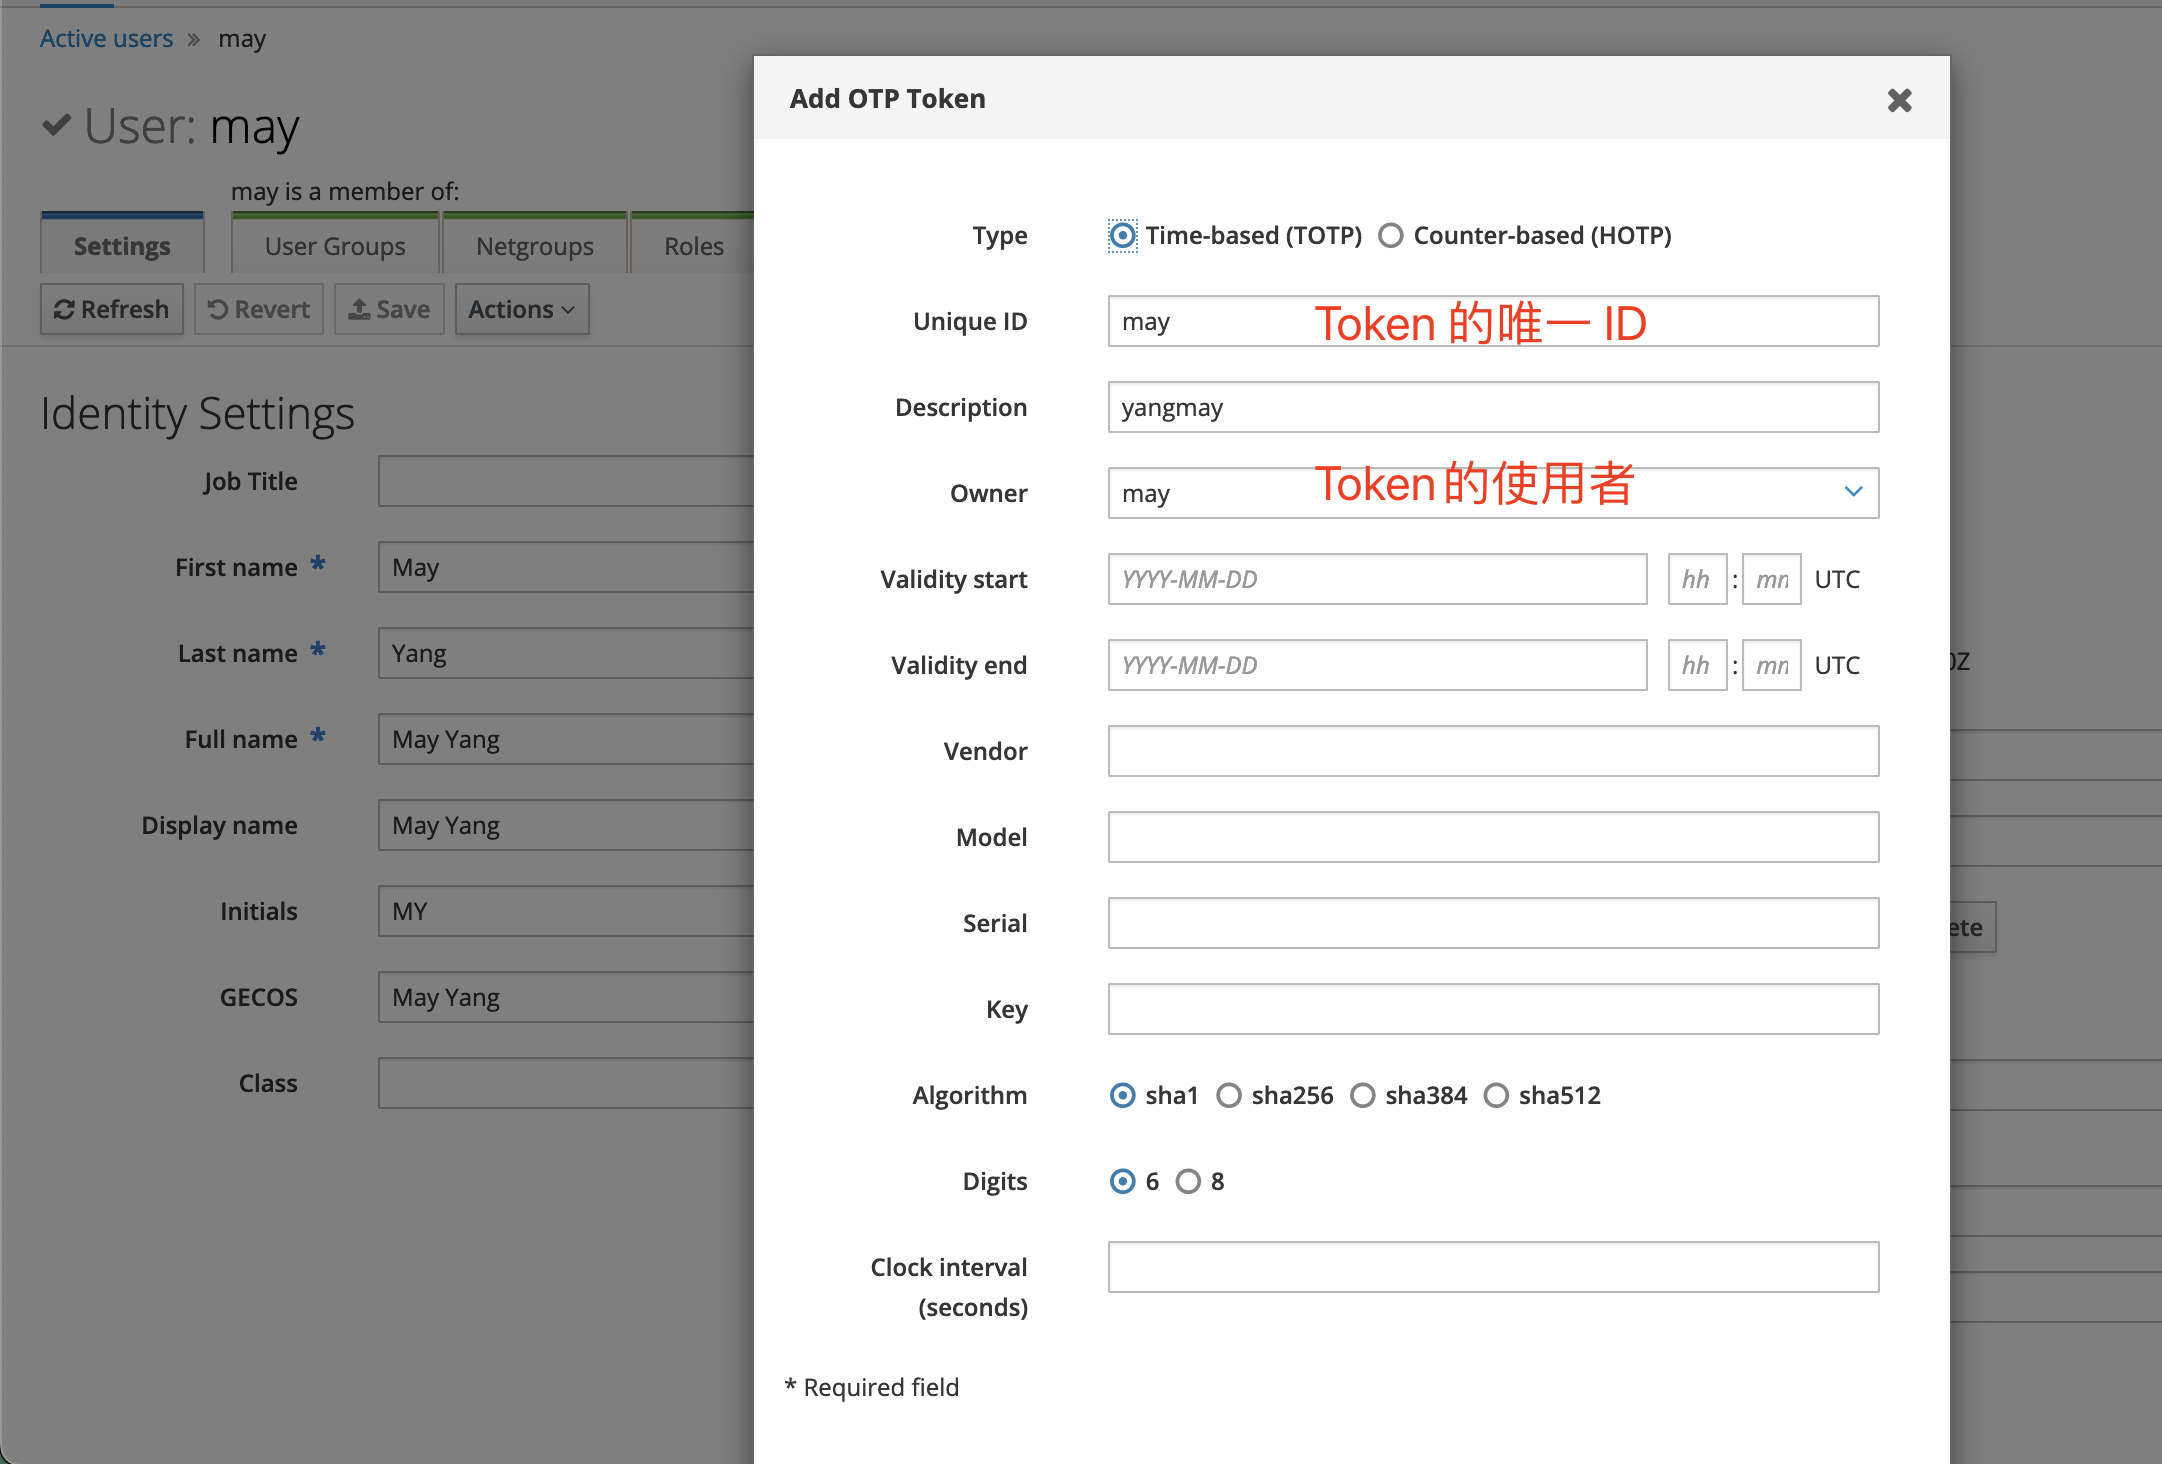 Active users » may
User: may
may is a member of:
Settings User Groups Netgroups Roles
Refresh Revert Save Actions
Identity Settings
Job Title
First name * May
Last name * Yang
Full name * May Yang
Display name May Yang
Initials MY
GECOS May Yang
Class
Add OTP Token
Type Time-based (TOTP) Counter-based (HOTP)
Unique ID may Token 的唯一 ID
Description yangmay
Owner may Token 的使用者
Validity start YYYY-MM-DD hh : mm UTC
Validity end YYYY-MM-DD hh : mm UTC
Vendor
Model
Serial
Key
Algorithm sha1 sha256 sha384 sha512
Digits 6 8
Clock interval
(seconds)
* Required field